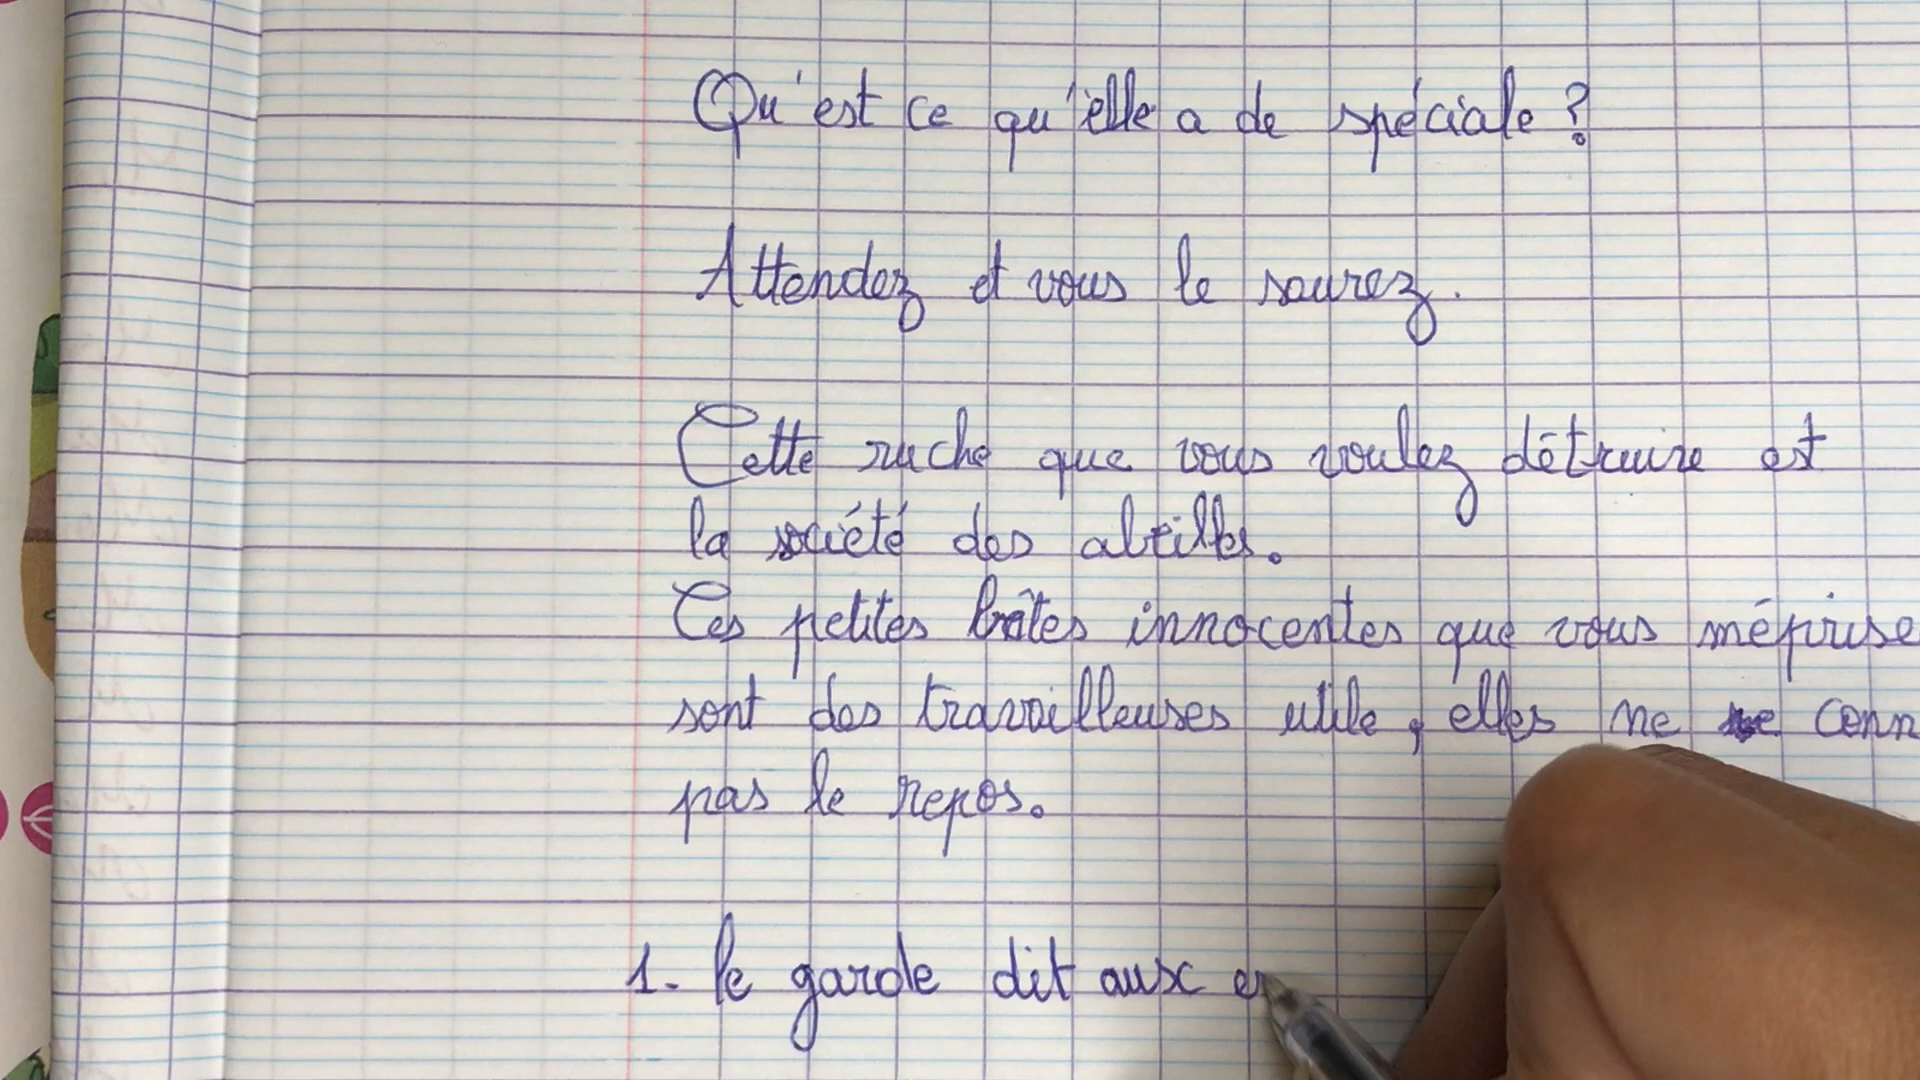 Qu'est ce qu'elle a de spéciale ?
Attendez et vous le saurez.
Cette ruche que vous voulez détruire est
la société des abeilles.
Ces petites bêtes innocentes que vous méprise
sont des travailleuses utile, elles ne conn
pas le repos.
1. le garde dit aux en